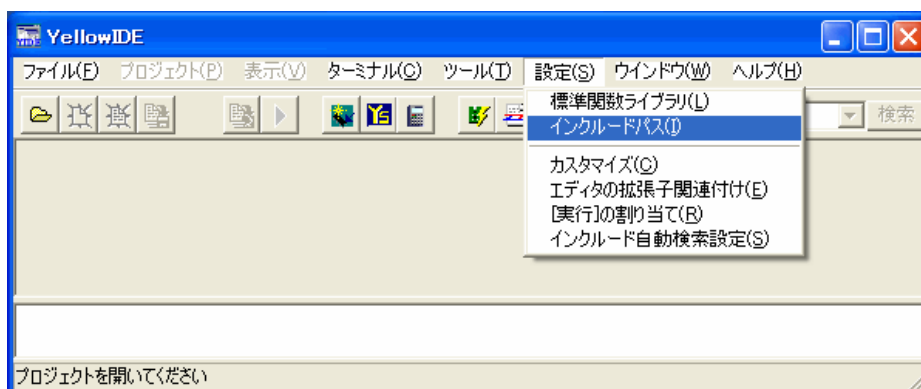 YellowIDE
ファイル(F) プロジェクト(P) 表示(V) ターミナル(C) ツール(T) 設定(S) ウインドウ(W) ヘルプ(H)
YS 検索
標準関数ライブラリ(L)
インクルードパス(I)
カスタマイズ(C)
エディタの拡張子関連付け(E)
[実行]の割り当て(R)
インクルード自動検索設定(S)
プロジェクトを開いてください